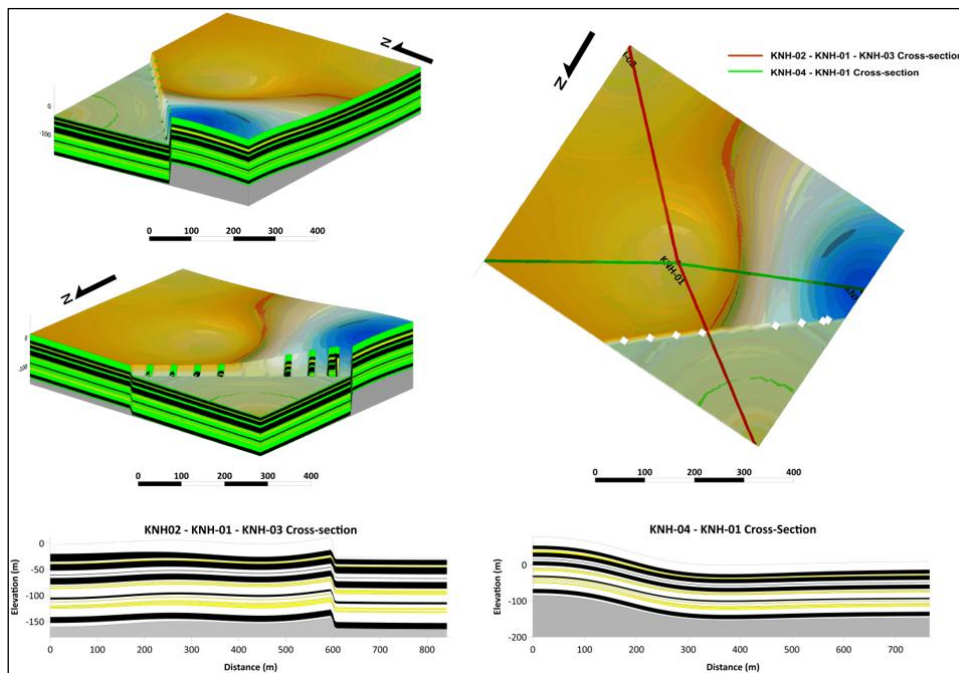 N
N
0
-100
0 100 200 300 400
KNH-02 - KNH-01 - KNH-03 Cross-section
KNH-04 - KNH-01 Cross-section
KNH-01
N
0
-100
0 100 200 300 400
0 100 200 300 400
KNH02 - KNH-01 - KNH-03 Cross-section
Elevation (m)
0
-50
-100
-150
0 100 200 300 400 500 600 700 800
Distance (m)
KNH-04 - KNH-01 Cross-Section
Elevation (m)
0
-100
-200
0 100 200 300 400 500 600 700
Distance (m)